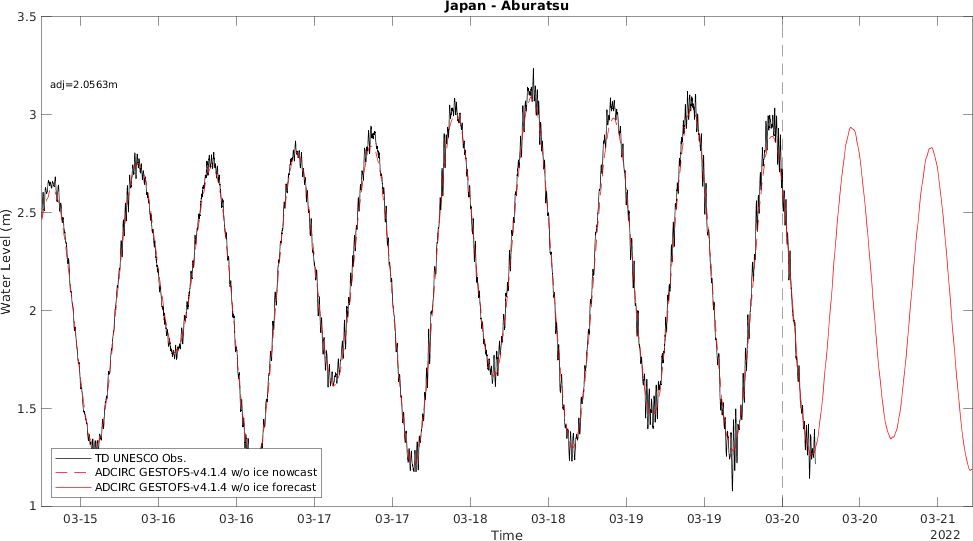 Japan - Aburatsu
3.5
adj=2.0563m
3
2.5
Water Level (m)
2
1.5
TD UNESCO Obs.
ADCIRC GESTOFS-v4.1.4 w/o ice nowcast
ADCIRC GESTOFS-v4.1.4 w/o ice forecast
1
03-15 03-16 03-16 03-17 03-17 03-18 03-18 03-19 03-19 03-20 03-20 03-21
Time
2022